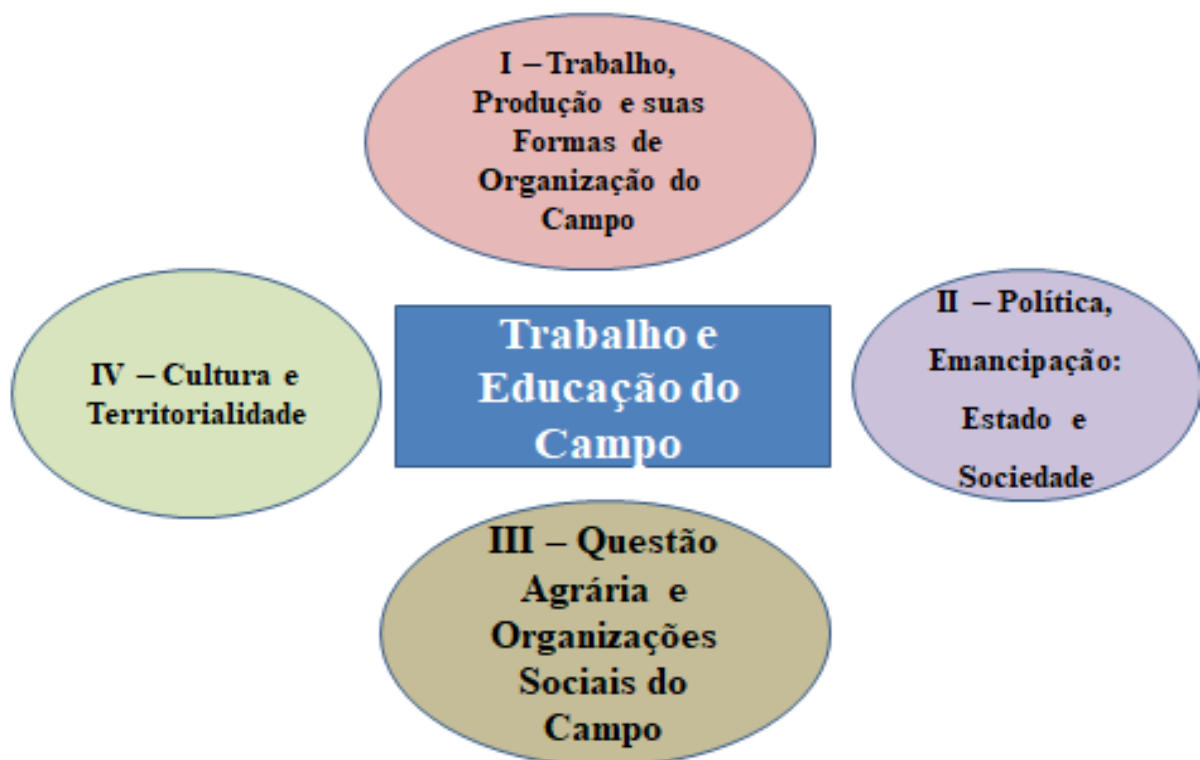 I – Trabalho,
Produção e suas
Formas de
Organização do
Campo
II – Política,
Emancipação:
Estado e
Sociedade
Trabalho e
Educação do
Campo
IV – Cultura e
Territorialidade
III – Questão
Agrária e
Organizações
Sociais do
Campo